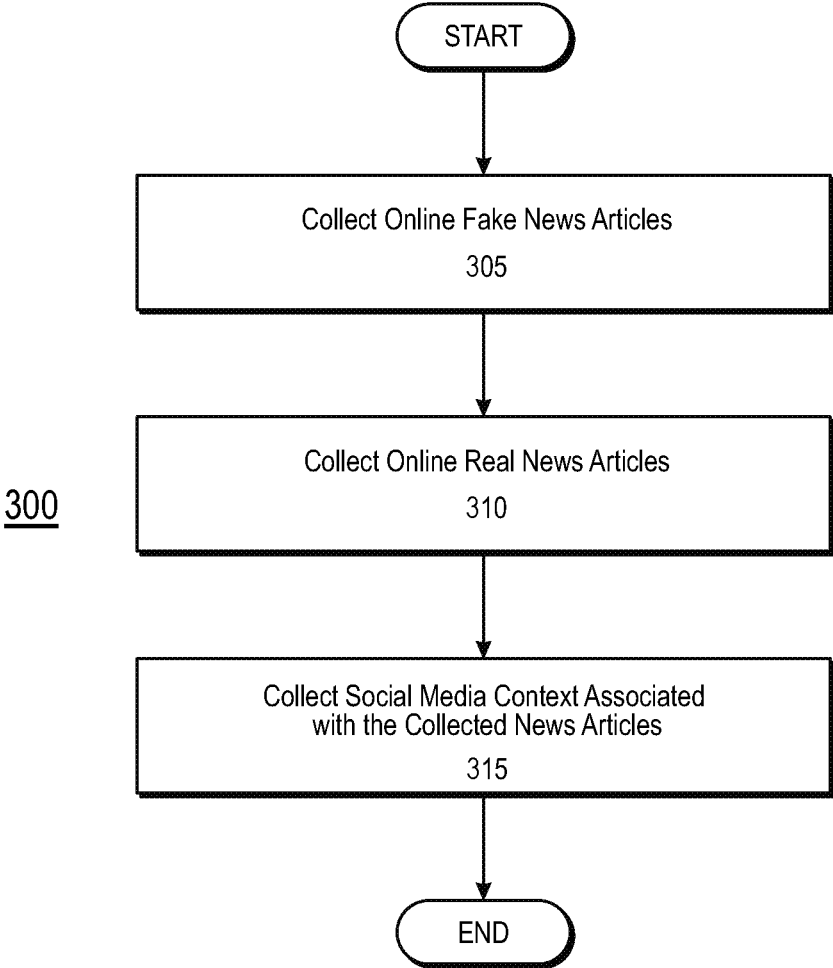 START
Collect Online Fake News Articles
305
Collect Online Real News Articles
310
300
Collect Social Media Context Associated
with the Collected News Articles
315
END